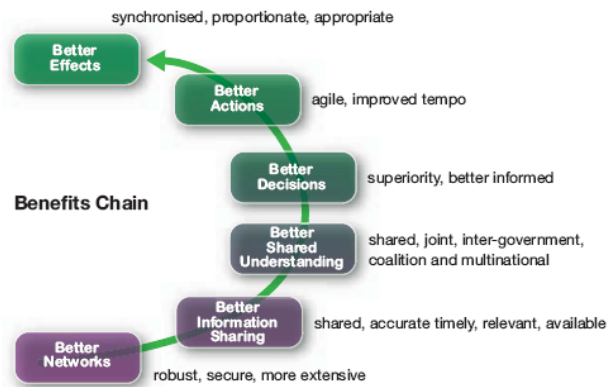 synchronised, proportionate, appropriate
Better
Effects
Better
Actions
agile, improved tempo
Better
Decisions
superiority, better informed
Benefits Chain
Better
Shared
Understanding
shared, joint, inter-government,
coalition and multinational
Better
Information
Sharing
shared, accurate timely, relevant, available
Better
Networks
robust, secure, more extensive